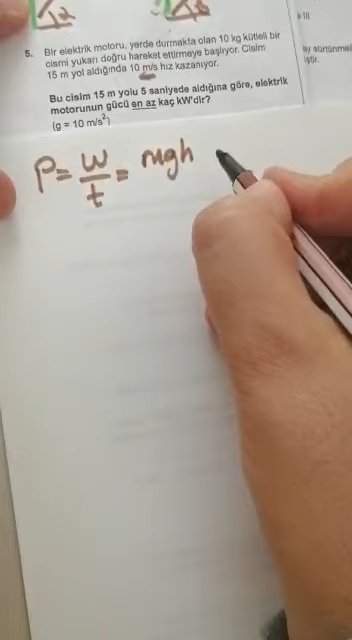 5. Bir elektrik motoru, yerde durmakta olan 10 kg kütleli bir
cismi yukarı doğru hareket ettirmeye başlıyor. Cisim
15 m yol aldığında 10 m/s hız kazanıyor.
Bu cisim 15 m yolu 5 saniyede aldığına göre, elektrik
motorunun gücü en az kaç kW'dir?
(g = 10 m/s²)
P = W/t = mgh